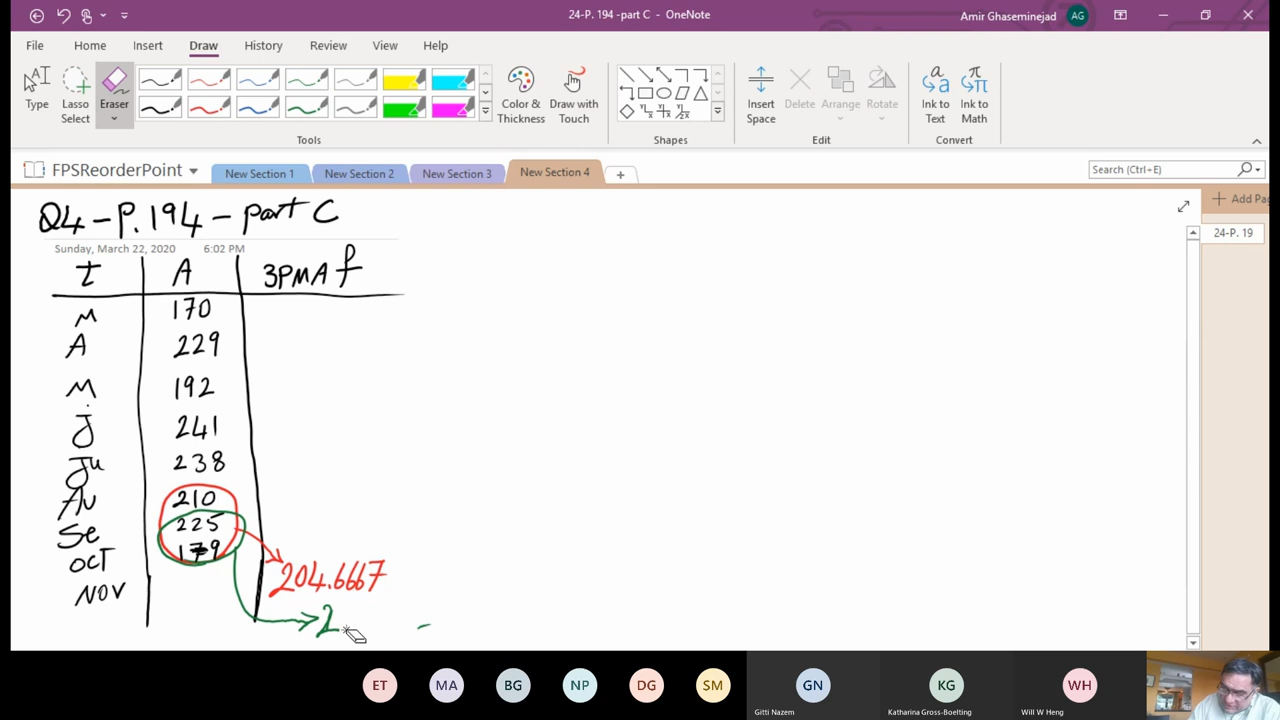 24-P. 194 -part C - OneNote
Amir Ghaseminejad
AG
File Home Insert Draw History Review View Help
Type
Lasso Select
Eraser
Color & Thickness
Draw with Touch
Insert Space
Delete
Arrange
Rotate
Ink to Text
Ink to Math
Tools
Shapes
Edit
Convert
FPSReorderPoint
New Section 1
New Section 2
New Section 3
New Section 4
Search (Ctrl+E)
Q4-P.194-part C
Add Pag
24-P. 19
Sunday, March 22, 2020 6:02 PM
t A 3PMA f
M 170
A 229
M. 192
J 241
Ju 238
Au 210
Se 225
OCT 179
204.6667
NOV
2
ET MA BG NP DG SM GN KG WH
Gitti Nazem
Katharina Gross-Boelting
Will W Heng